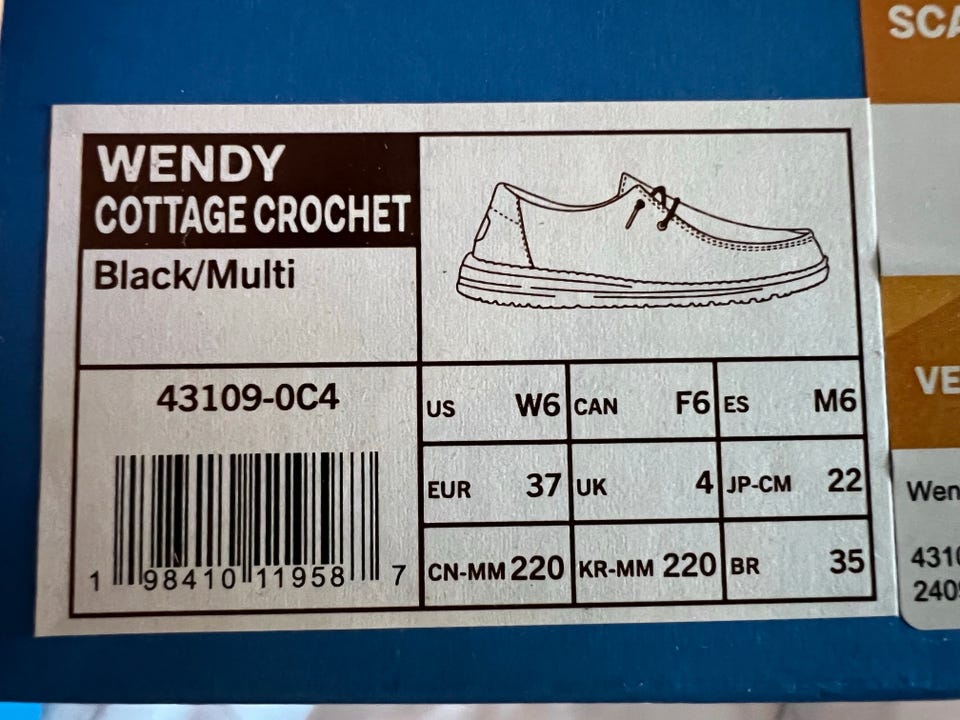 WENDY
COTTAGE CROCHET
Black/Multi
43109-0C4
1 98410 11958 7
US W6 CAN F6 ES M6
EUR 37 UK 4 JP-CM 22
CN-MM 220 KR-MM 220 BR 35
SCA
VE
Wen
4310
2409